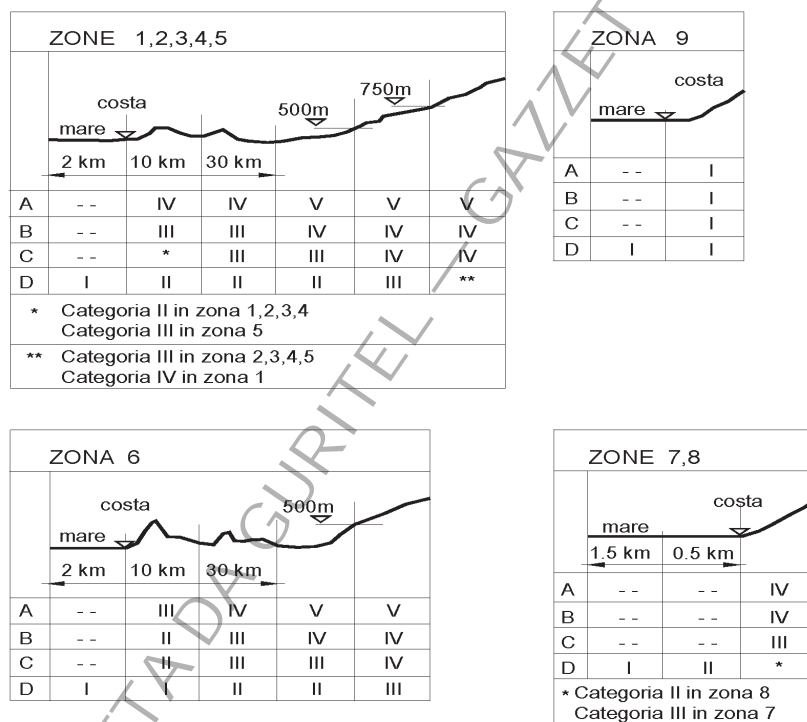 ZONE 1,2,3,4,5
costa
mare
500m
750m
2 km 10 km 30 km
A -- IV IV V V V
B -- III III IV IV IV
C -- * III III IV IV
D I II II II III **
* Categoria II in zona 1,2,3,4
Categoria III in zona 5
** Categoria III in zona 2,3,4,5
Categoria IV in zona 1
ZONA 9
costa
mare
A -- I
B -- I
C -- I
D I I
ZONA 6
costa
mare
500m
2 km 10 km 30 km
A -- III IV V V
B -- II III IV IV
C -- II III III IV
D I I II II III
ZONE 7,8
costa
mare
1.5 km 0.5 km
A -- -- IV
B -- -- IV
C -- -- III
D I II *
* Categoria II in zona 8
Categoria III in zona 7
TA DA GURITEL — GAZZET